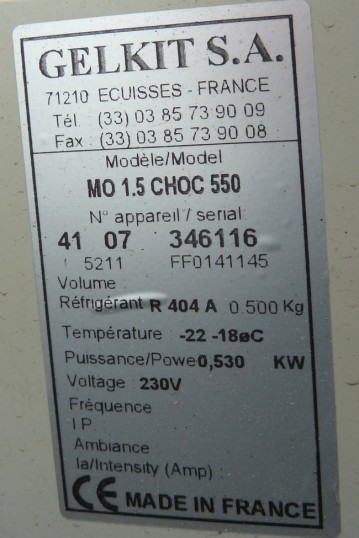 GELKIT S.A.
71210 ECUISSES - FRANCE
Tél. (33) 03 85 73 90 09
Fax : (33) 03 85 73 90 08
Modèle/Model
MO 1.5 CHOC 550
N° appareil / serial
41 07 346116
5211 FF0141145
Volume :
Réfrigérant R 404 A 0.500 Kg
Température -22 -18øC
Puissance/Powe0,530 KW
Voltage 230V
Fréquence
I.P.
Ambiance
Ia/Intensity (Amp)
CE MADE IN FRANCE